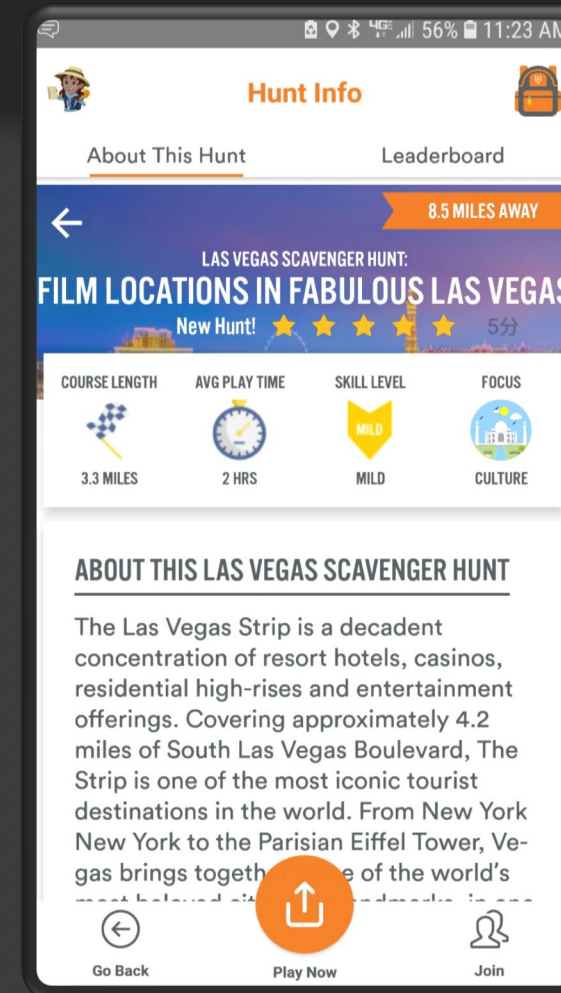 4GE 56% 11:23 AM
Hunt Info
About This Hunt Leaderboard
8.5 MILES AWAY
LAS VEGAS SCAVENGER HUNT:
FILM LOCATIONS IN FABULOUS LAS VEGAS
New Hunt! 5分
COURSE LENGTH AVG PLAY TIME SKILL LEVEL FOCUS
MILD
3.3 MILES 2 HRS MILD CULTURE
ABOUT THIS LAS VEGAS SCAVENGER HUNT
The Las Vegas Strip is a decadent
concentration of resort hotels, casinos,
residential high-rises and entertainment
offerings. Covering approximately 4.2
miles of South Las Vegas Boulevard, The
Strip is one of the most iconic tourist
destinations in the world. From New York
New York to the Parisian Eiffel Tower, Ve-
gas brings togeth e of the world's
Go Back Play Now Join